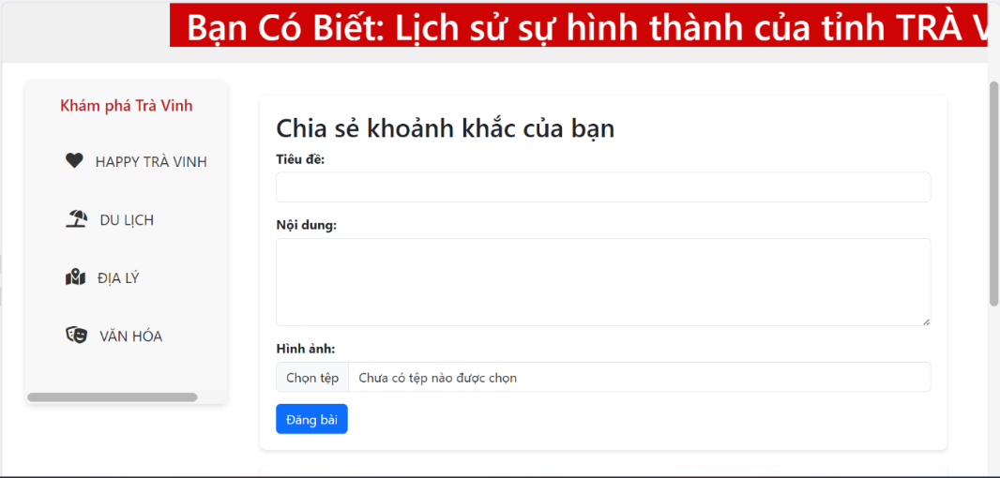 Bạn Có Biết: Lịch sử sự hình thành của tỉnh TRÀ
Khám phá Trà Vinh
HAPPY TRÀ VINH
DU LỊCH
ĐỊA LÝ
VĂN HÓA
Chia sẻ khoảnh khắc của bạn
Tiêu đề:
Nội dung:
Hình ảnh:
Chọn tệp Chưa có tệp nào được chọn
Đăng bài